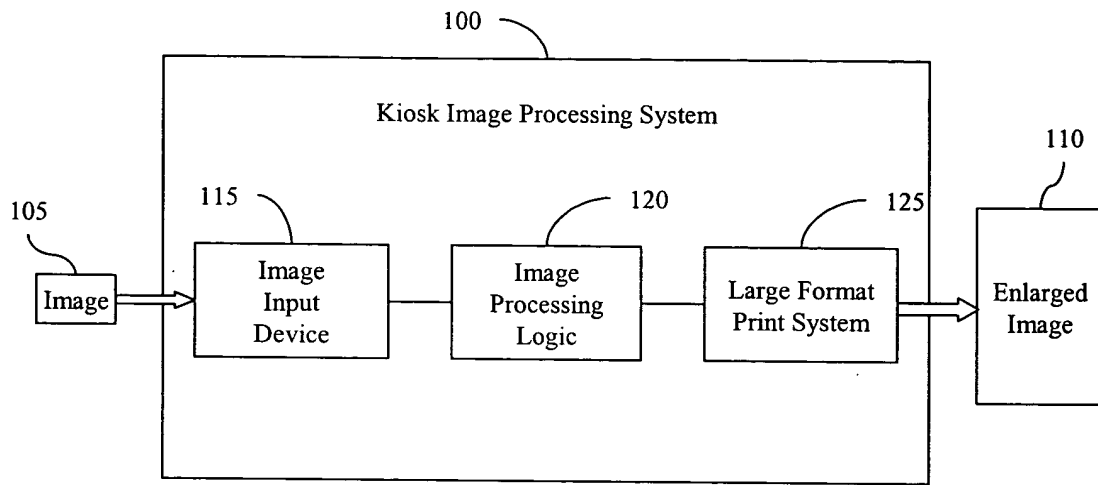 100
Kiosk Image Processing System
110
105
115
120
125
Image
Image
Input
Device
Image
Processing
Logic
Large Format
Print System
Enlarged
Image